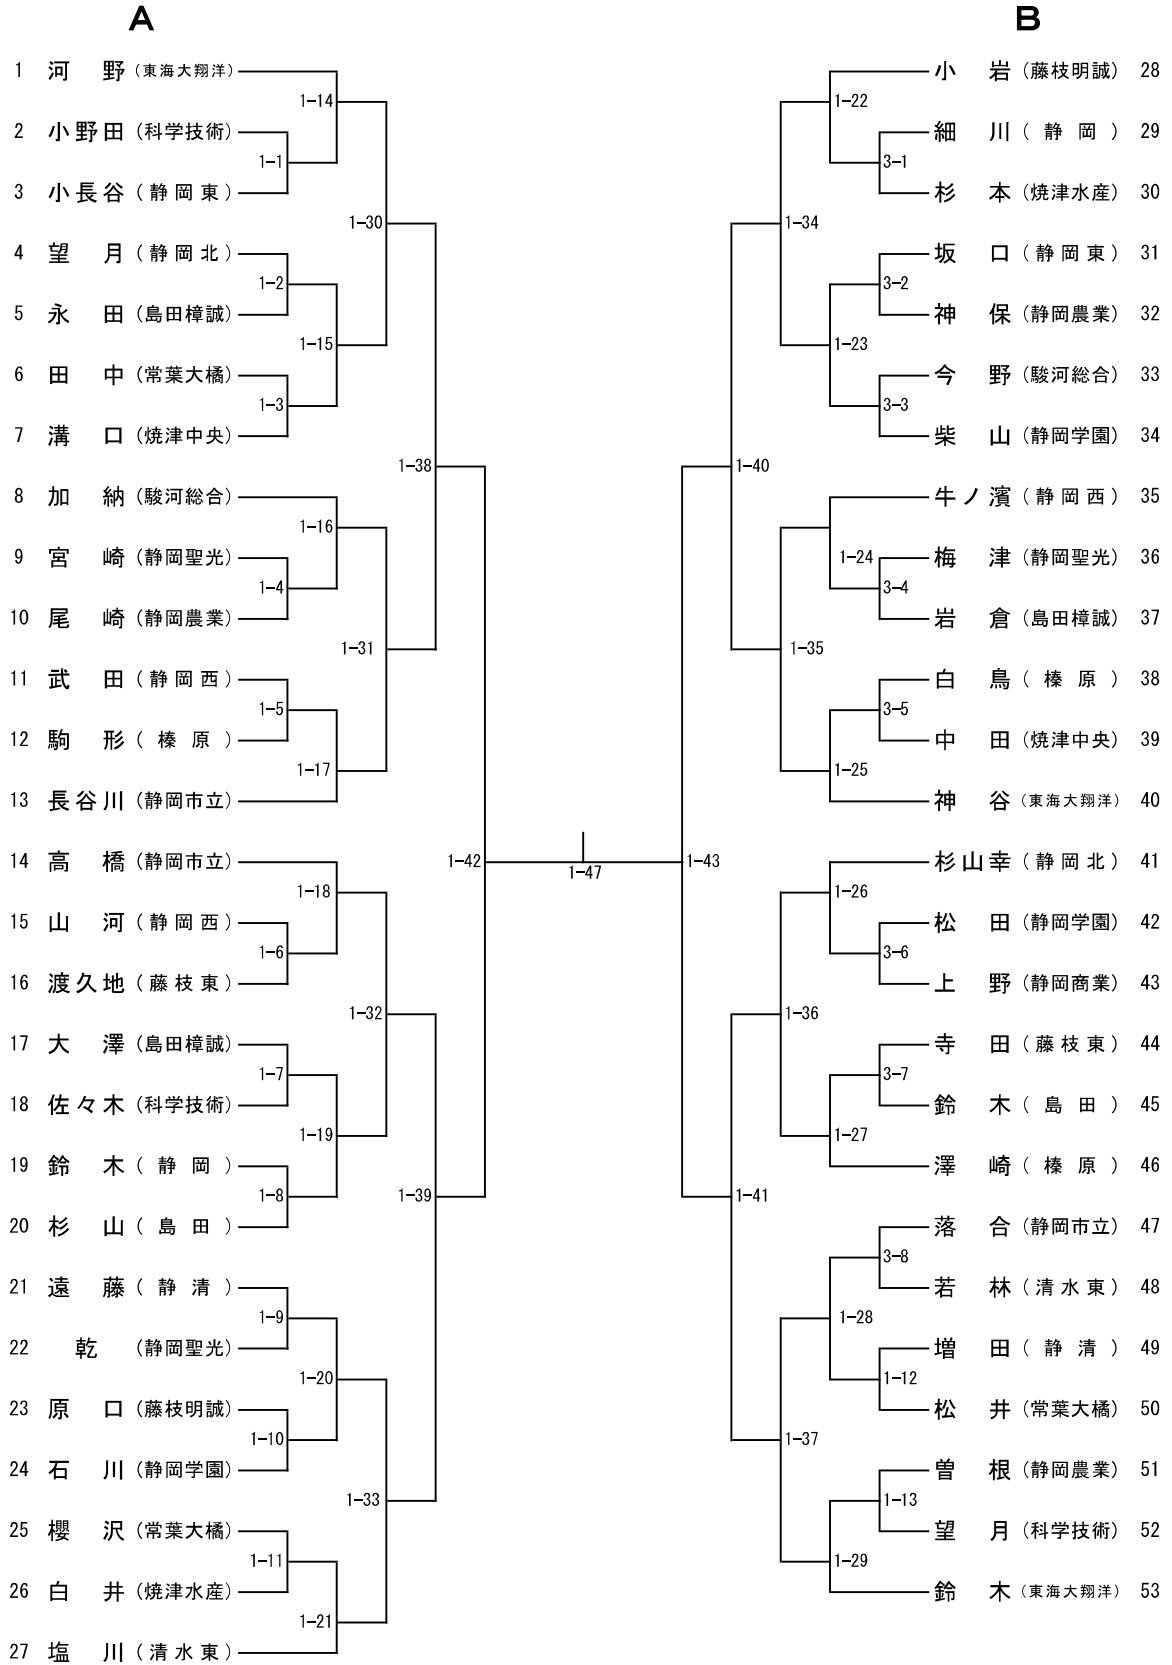 A
1 河野（東海大翔洋）
1-14
2 小野田（科学技術）
1-1
3 小長谷（静岡東）
1-30
4 望月（静岡北）
1-2
5 永田（島田樟誠）
1-15
6 田中（常葉大橘）
1-3
7 溝口（焼津中央）
1-38
8 加納（駿河総合）
1-16
9 宮崎（静岡聖光）
1-4
10 尾崎（静岡農業）
1-31
11 武田（静岡西）
1-5
12 駒形（榛原）
1-17
13 長谷川（静岡市立）
1-42
14 高橋（静岡市立）
1-18
15 山河（静岡西）
1-6
16 渡久地（藤枝東）
1-32
17 大澤（島田樟誠）
1-7
18 佐々木（科学技術）
1-19
19 鈴木（静岡）
1-8
1-39
20 杉山（島田）
21 遠藤（静清）
1-9
22 乾（静岡聖光）
1-20
23 原口（藤枝明誠）
1-10
24 石川（静岡学園）
1-33
25 櫻沢（常葉大橘）
1-11
26 白井（焼津水産）
1-21
27 塩川（清水東）
1-47
B
小岩（藤枝明誠） 28
1-22
細川（静岡） 29
3-1
杉本（焼津水産） 30
1-34
坂口（静岡東） 31
3-2
神保（静岡農業） 32
1-23
今野（駿河総合） 33
3-3
柴山（静岡学園） 34
1-40
牛ノ濱（静岡西） 35
1-24
梅津（静岡聖光） 36
3-4
岩倉（島田樟誠） 37
1-35
白鳥（榛原） 38
3-5
中田（焼津中央） 39
1-25
神谷（東海大翔洋） 40
1-43
杉山幸（静岡北） 41
1-26
松田（静岡学園） 42
3-6
上野（静岡商業） 43
1-36
寺田（藤枝東） 44
3-7
鈴木（島田） 45
1-27
澤崎（榛原） 46
1-41
落合（静岡市立） 47
3-8
若林（清水東） 48
1-28
増田（静清） 49
1-12
松井（常葉大橘） 50
1-37
曽根（静岡農業） 51
1-13
望月（科学技術） 52
1-29
鈴木（東海大翔洋） 53